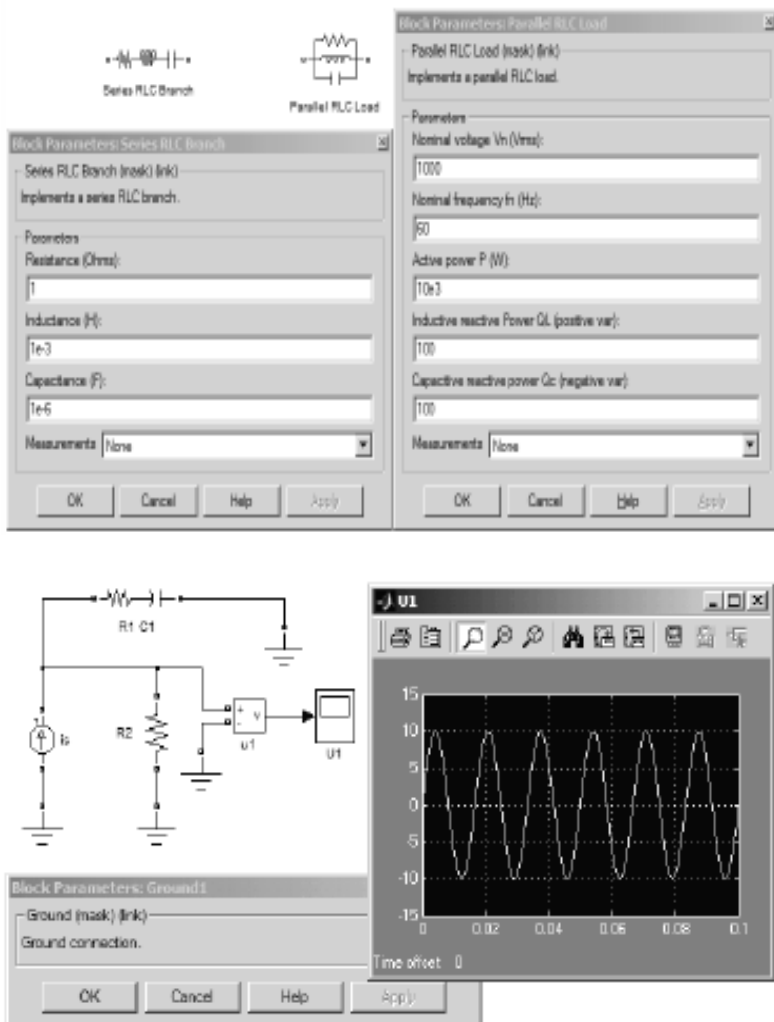 Series RLC Branch
Parallel RLC Load
Block Parameters: Series RLC Branch
Series RLC Branch (mask) (link)
Implements a series RLC branch.
Parameters
Resistance (Ohms):
1
Inductance (H):
1e-3
Capacitance (F):
1e-6
Measurements None
OK Cancel Help Apply
Block Parameters: Parallel RLC Load
Parallel RLC Load (mask) (link)
Implements a parallel RLC load.
Parameters
Nominal voltage Vn (Vrms):
1000
Nominal frequency fn (Hz):
60
Active power P (W):
10e3
Inductive reactive Power QL (positive var):
100
Capacitive reactive power Qc (negative var):
100
Measurements None
OK Cancel Help Apply
R1 C1
is
R2
+
-
v
u1
U1
U1
15
10
5
0
-5
-10
-15
0 0.02 0.04 0.06 0.08 0.1
Time offset: 0
Block Parameters: Ground1
Ground (mask) (link)
Ground connection.
OK Cancel Help Apply